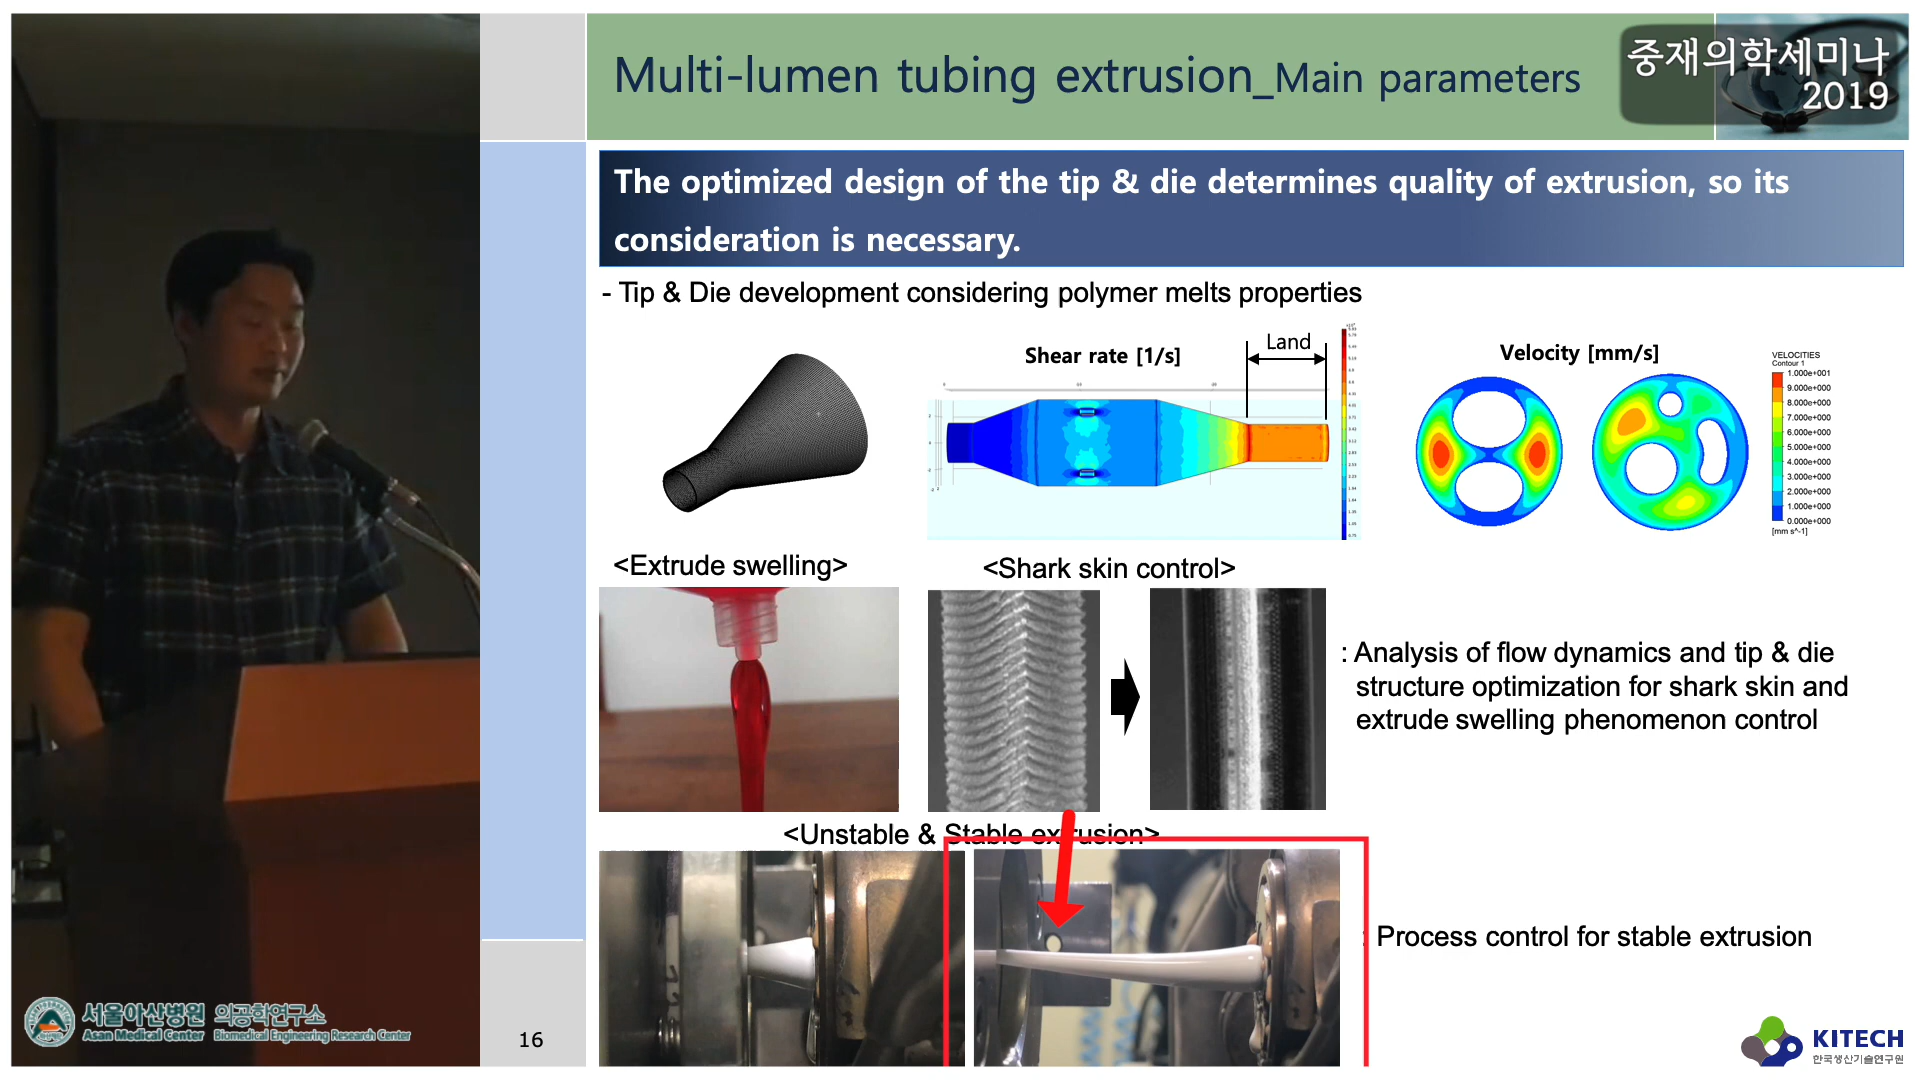 Multi-lumen tubing extrusion_Main parameters
중재의학세미나
2019
The optimized design of the tip & die determines quality of extrusion, so its
consideration is necessary.
- Tip & Die development considering polymer melts properties
Shear rate [1/s]
Land
Velocity [mm/s]
VELOCITIES
Contour 1
1.000e+001
9.000e+000
8.000e+000
7.000e+000
6.000e+000
5.000e+000
4.000e+000
3.000e+000
2.000e+000
1.000e+000
0.000e+000
[mm s^-1]
<Extrude swelling>
<Shark skin control>
: Analysis of flow dynamics and tip & die
structure optimization for shark skin and
extrude swelling phenomenon control
<Unstable & Stable extrusion>
: Process control for stable extrusion
서울아산병원 의공학연구소
Asan Medical Center Biomedical Engineering Research Center
16
KITECH
한국생산기술연구원